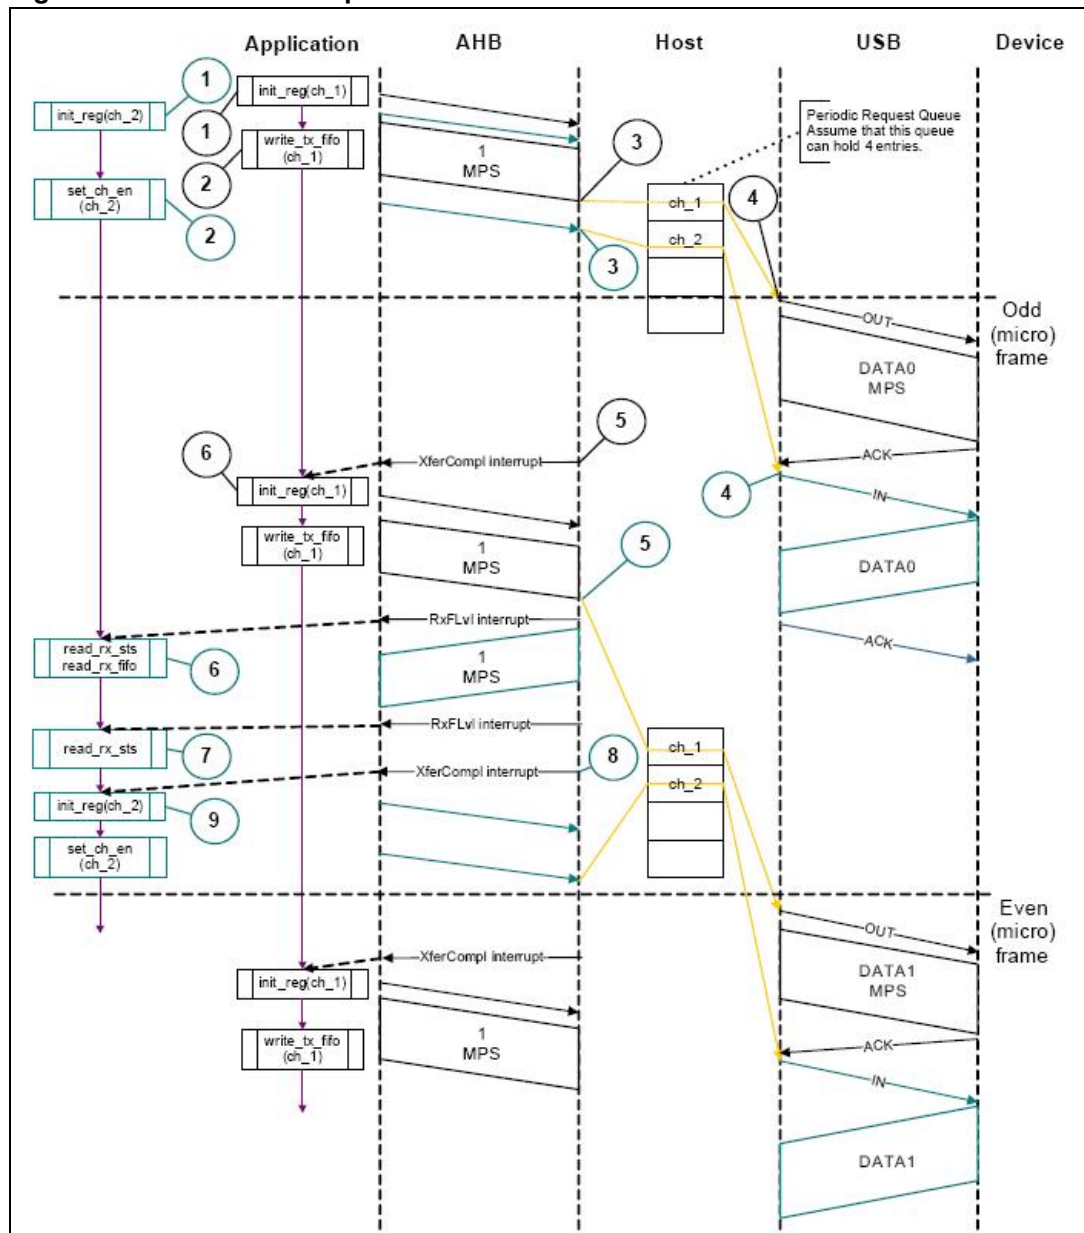 Application
AHB
Host
USB
Device
1
init_reg(ch_2)
init_reg(ch_1)
1
write_tx_fifo
(ch_1)
2
set_ch_en
(ch_2)
2
1
MPS
3
3
Periodic Request Queue
Assume that this queue
can hold 4 entries.
ch_1
ch_2
4
OUT
Odd
(micro)
frame
DATA0
MPS
ACK
5
XferCompl interrupt
6
init_reg(ch_1)
write_tx_fifo
(ch_1)
1
MPS
4
IN
5
DATA0
RxFLvl interrupt
ACK
read_rx_sts
read_rx_fifo
6
1
MPS
RxFLvl interrupt
read_rx_sts
7
XferCompl interrupt
8
ch_1
ch_2
init_reg(ch_2)
9
set_ch_en
(ch_2)
Even
(micro)
frame
OUT
XferCompl interrupt
init_reg(ch_1)
DATA1
MPS
write_tx_fifo
(ch_1)
1
MPS
ACK
IN
DATA1